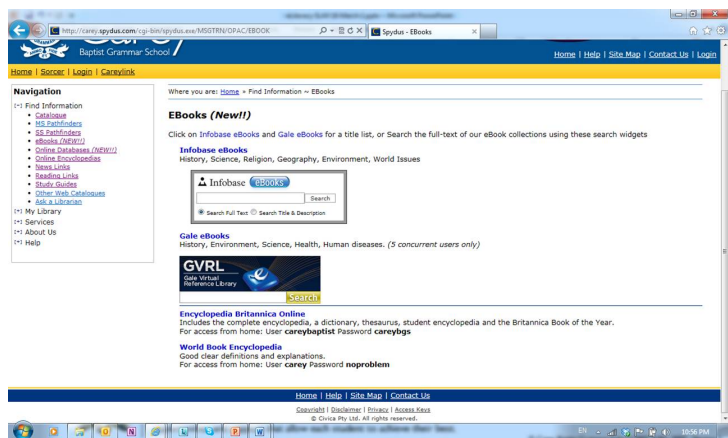 http://carey.spydus.com/cgi-bin/spydus.exe/MSGTRN/OPAC/EBOOK
Spydus - EBooks
Baptist Grammar School
Home | Help | Site Map | Contact Us | Login
Home | Sorcer | Login | Careylink
Navigation
Find Information
Catalogue
MS Pathfinders
SS Pathfinders
eBooks (NEW!!)
Online Databases (NEW!!)
Online Encyclopedias
News Links
Reading Links
Study Guides
Other Web Catalogues
Ask a Librarian
My Library
Services
About Us
Help
Where you are: Home » Find Information ~ EBooks
EBooks (New!!)
Click on Infobase eBooks and Gale eBooks for a title list, or Search the full-text of our eBook collections using these search widgets
Infobase eBooks
History, Science, Religion, Geography, Environment, World Issues
Infobase eBOOKS
Search
Search Full Text Search Title & Description
Gale eBooks
History, Environment, Science, Health, Human diseases. (5 concurrent users only)
GVRL
Gale Virtual
Reference Library
Search
Encyclopedia Britannica Online
Includes the complete encyclopedia, a dictionary, thesaurus, student encyclopedia and the Britannica Book of the Year.
For access from home: User careybaptist Password careybgs
World Book Encyclopedia
Good clear definitions and explanations.
For access from home: User carey Password noproblem
Home | Help | Site Map | Contact Us
Copyright | Disclaimer | Privacy | Access Keys
© Civica Pty Ltd. All rights reserved.
EN
10:56 PM